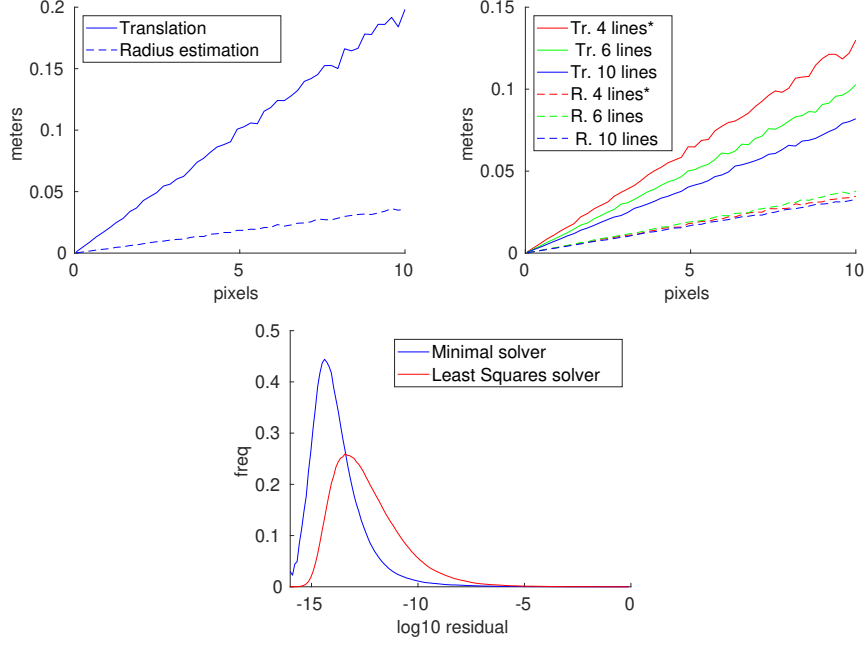 0.2
0.15
0.1
0.05
0
meters
Translation
Radius estimation
0
5
10
pixels
0.15
0.1
0.05
0
meters
Tr. 4 lines*
Tr. 6 lines
Tr. 10 lines
R. 4 lines*
R. 6 lines
R. 10 lines
0
5
10
pixels
0.5
0.4
0.3
0.2
0.1
0
freq
Minimal solver
Least Squares solver
-15
-10
-5
0
log10 residual